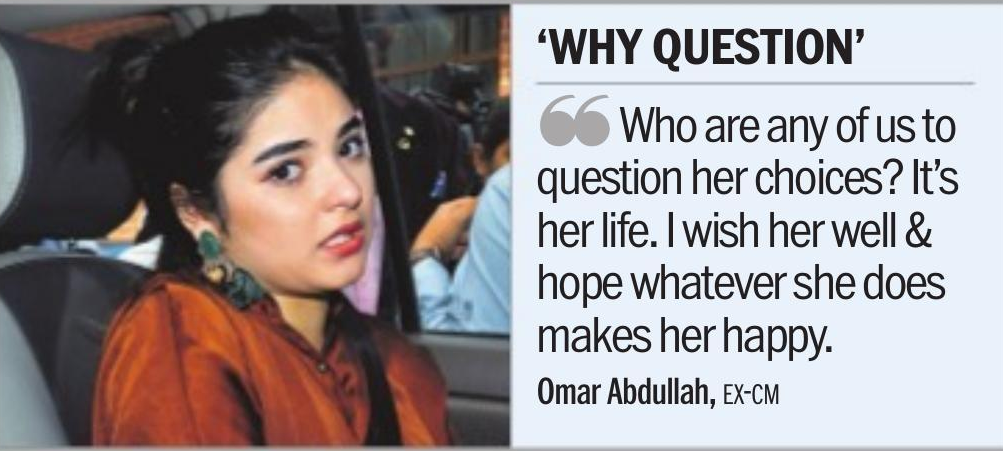 ‘WHY QUESTION’
“Who are any of us to
question her choices? It’s
her life. I wish her well &
hope whatever she does
makes her happy.
Omar Abdullah, EX-CM